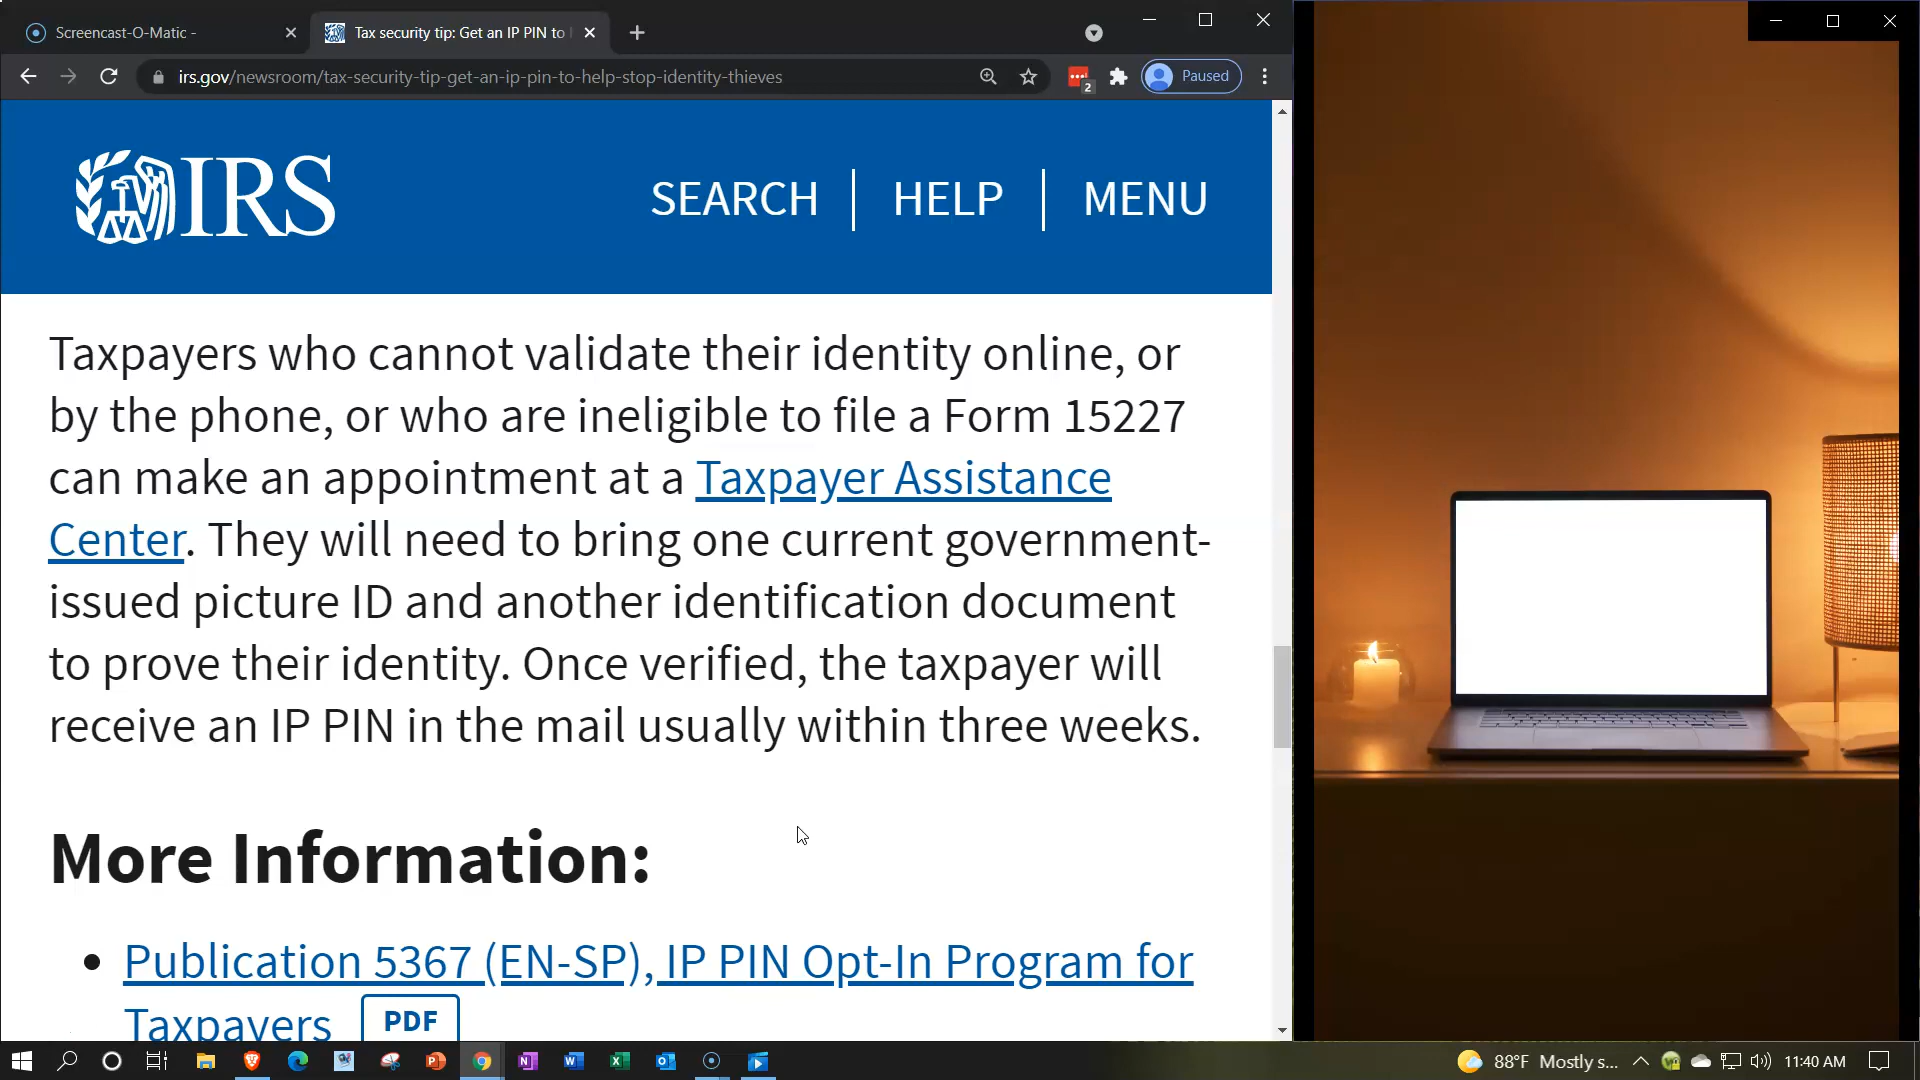 Screencast-O-Matic -
Tax security tip: Get an IP PIN to
irs.gov/newsroom/tax-security-tip-get-an-ip-pin-to-help-stop-identity-thieves
2
Paused
IRS
SEARCH
HELP
MENU
Taxpayers who cannot validate their identity online, or
by the phone, or who are ineligible to file a Form 15227
can make an appointment at a Taxpayer Assistance
Center. They will need to bring one current government-
issued picture ID and another identification document
to prove their identity. Once verified, the taxpayer will
receive an IP PIN in the mail usually within three weeks.
More Information:
• Publication 5367 (EN-SP), IP PIN Opt-In Program for
Taxpayers PDF
88°F Mostly s...
11:40 AM